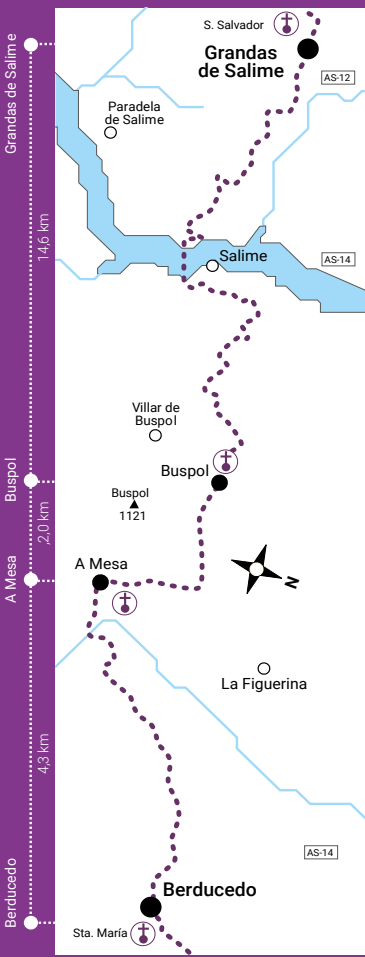 Grandas de Salime
14,6 km
Buspol
2,0 km
A Mesa
4,3 km
Berducedo
S. Salvador
Grandas
de Salime
AS-12
Paradela
de Salime
Salime
AS-14
Villar de
Buspol
Buspol
Buspol
1121
A Mesa
N
La Figuerina
AS-14
Berducedo
Sta. María